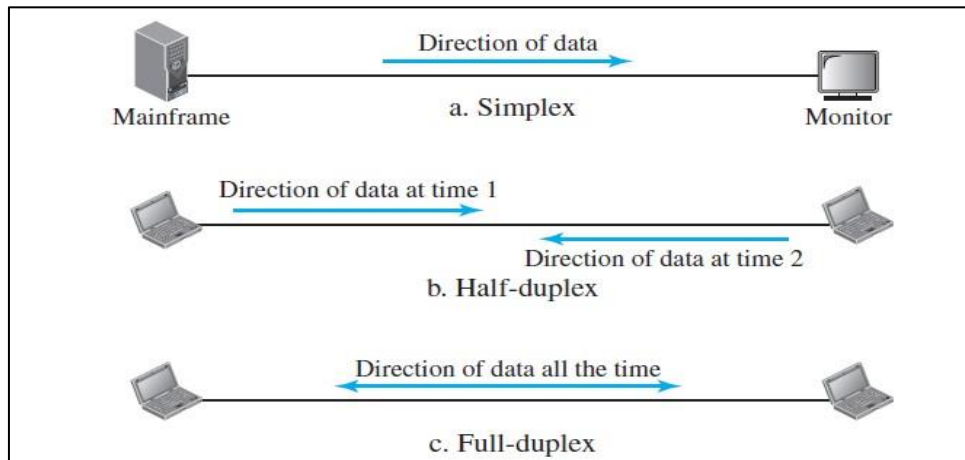 Direction of data
Mainframe
a. Simplex
Monitor
Direction of data at time 1
Direction of data at time 2
b. Half-duplex
Direction of data all the time
c. Full-duplex